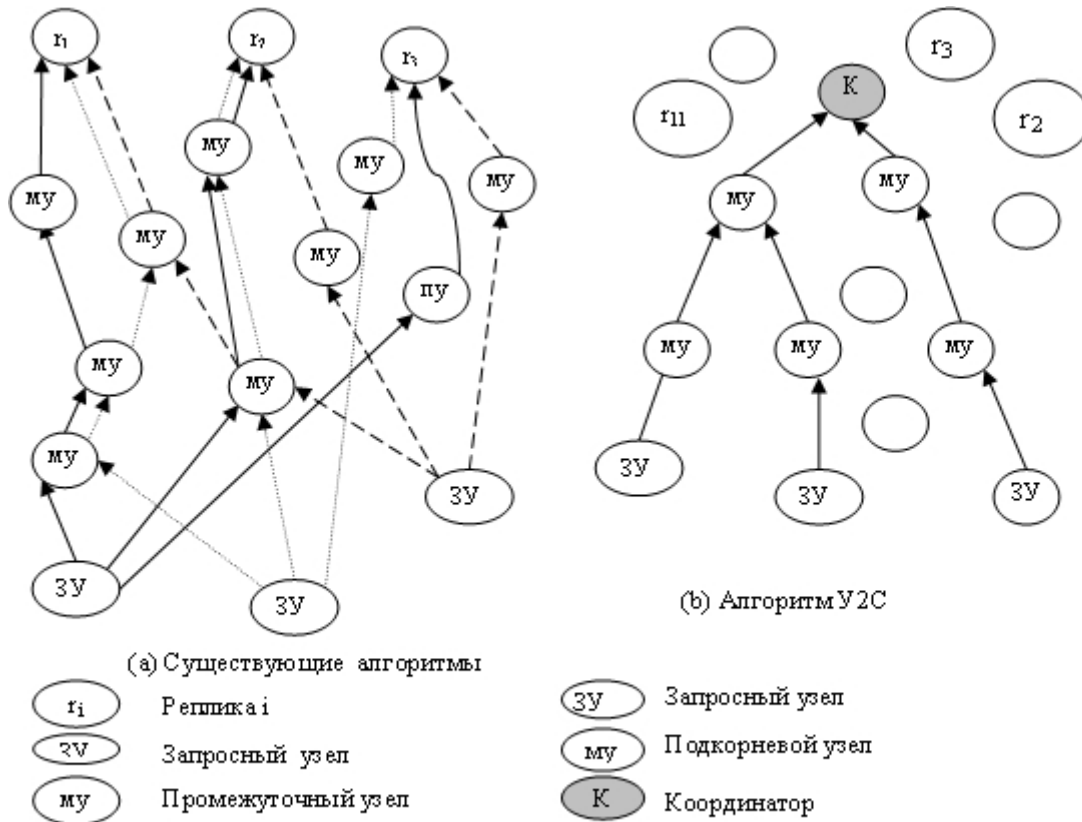 r₁
r₂
r₃
му
му
му
му
му
му
му
пу
му
му
му
ЗУ
ЗУ
ЗУ
(a) Существующие алгоритмы
r₃
К
r11
r2
му
му
му
му
му
ЗУ
ЗУ
ЗУ
(b) Алгоритм У2С
rᵢ Реплика i
ЗУ Запросный узел
му Промежуточный узел
ЗУ Запросный узел
му Подкорневой узел
К Координатор